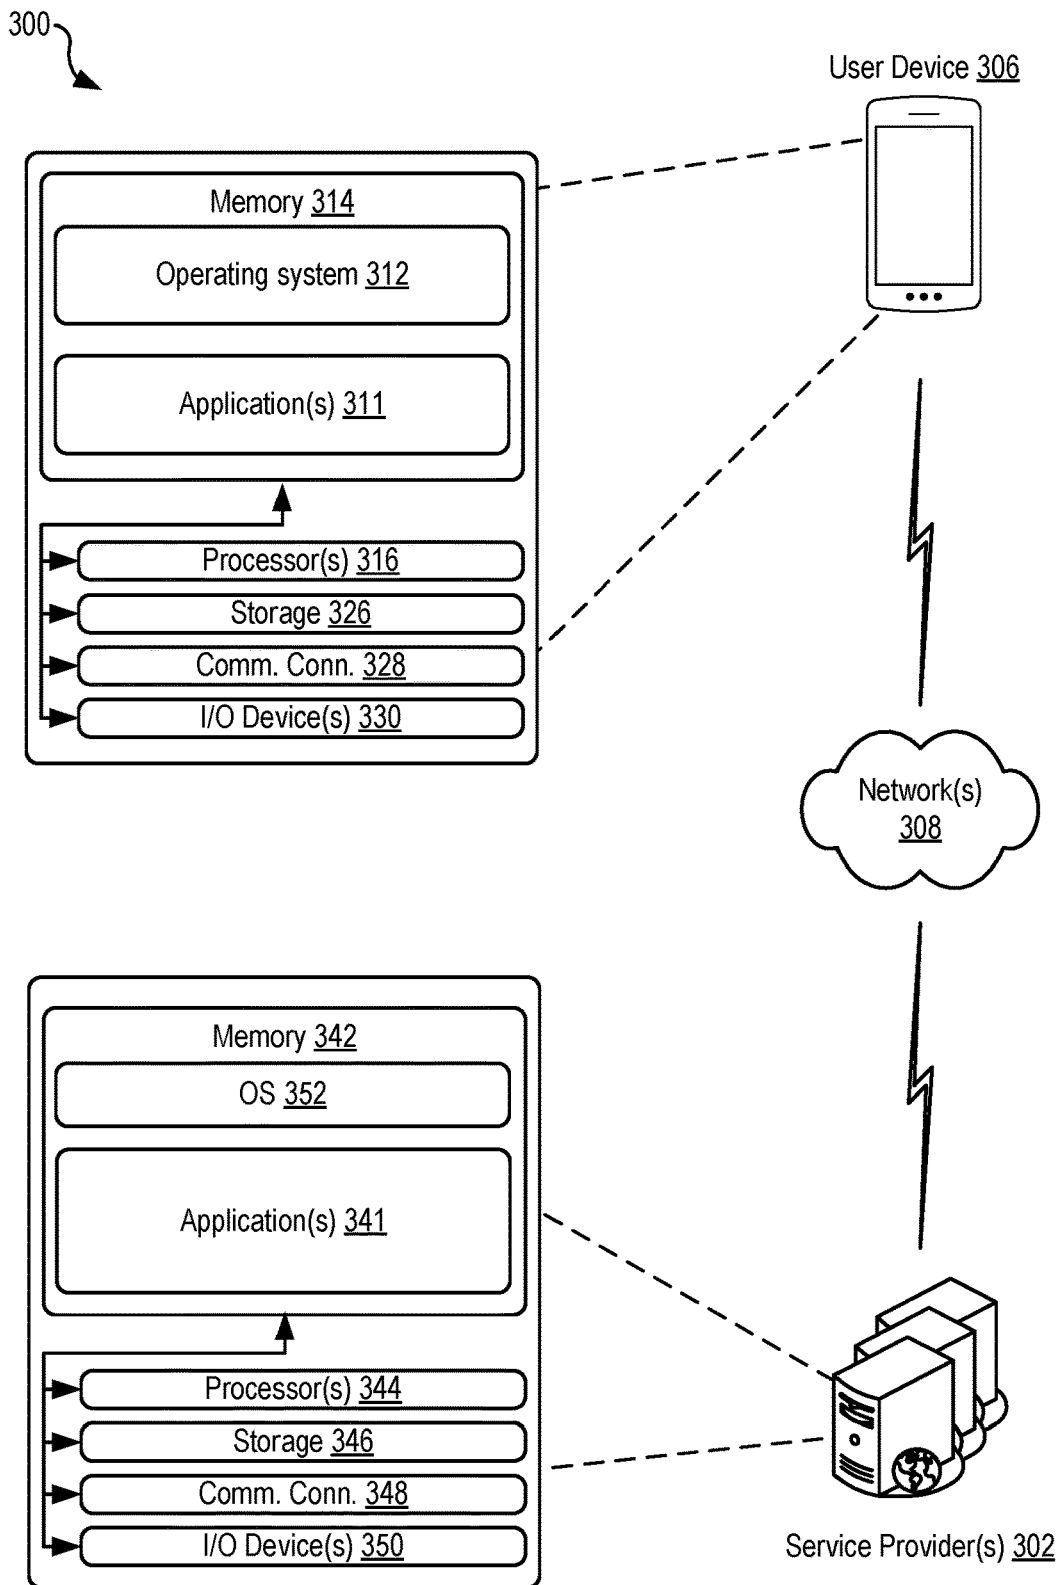 300
User Device 306
Memory 314
Operating system 312
Application(s) 311
Processor(s) 316
Storage 326
Comm. Conn. 328
I/O Device(s) 330
Network(s)
308
Memory 342
OS 352
Application(s) 341
Processor(s) 344
Storage 346
Comm. Conn. 348
I/O Device(s) 350
Service Provider(s) 302